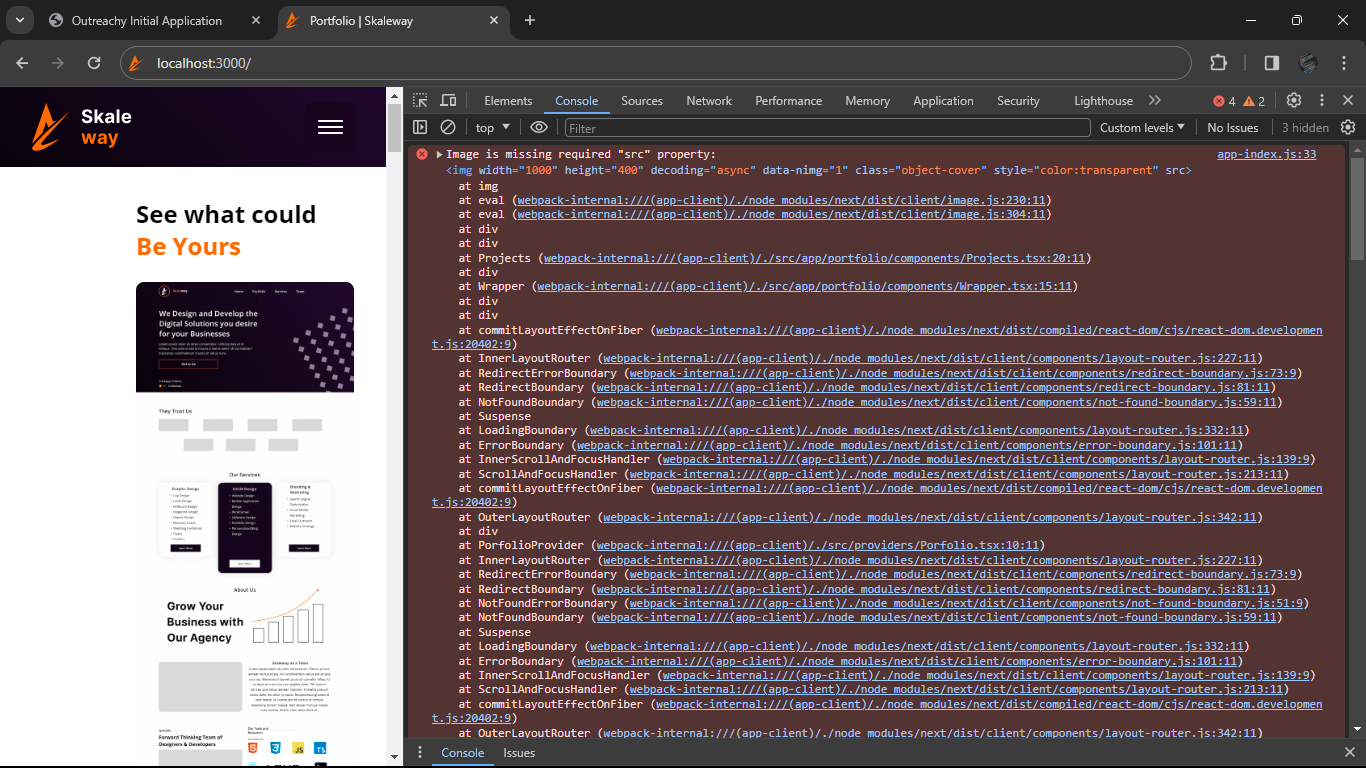 Outreachy Initial Application
Portfolio | Skaleway
localhost:3000/
Skale
way
See what could
Be Yours
Skaleway
Home Portfolio Services Team
We Design and Develop the
Digital Solutions you desire
for your Businesses
They Trust Us
Our Services
Graphic Design
UI/UX Design
Branding &
Marketing
About Us
Grow Your
Business with
Our Agency
Skaleway as a Team
Forward Thinking Team of
Designers & Developers
JS
TS
Elements Console Sources Network Performance Memory Application Security Lighthouse
4 2
top
Filter
Custom levels No Issues 3 hidden
Image is missing required "src" property: app-index.js:33
<img width="1000" height="400" decoding="async" data-nimg="1" class="object-cover" style="color:transparent" src>
at img
at eval (webpack-internal:///(app-client)/./node_modules/next/dist/client/image.js:230:11)
at eval (webpack-internal:///(app-client)/./node_modules/next/dist/client/image.js:304:11)
at div
at div
at Projects (webpack-internal:///(app-client)/./src/app/portfolio/components/Projects.tsx:20:11)
at div
at Wrapper (webpack-internal:///(app-client)/./src/app/portfolio/components/Wrapper.tsx:15:11)
at div
at div
at commitLayoutEffectOnFiber (webpack-internal:///(app-client)/./node_modules/next/dist/compiled/react-dom/cjs/react-dom.developmen
t.js:20402:9)
at InnerLayoutRouter (webpack-internal:///(app-client)/./node_modules/next/dist/client/components/layout-router.js:227:11)
at RedirectErrorBoundary (webpack-internal:///(app-client)/./node_modules/next/dist/client/components/redirect-boundary.js:73:9)
at RedirectBoundary (webpack-internal:///(app-client)/./node_modules/next/dist/client/components/redirect-boundary.js:81:11)
at NotFoundBoundary (webpack-internal:///(app-client)/./node_modules/next/dist/client/components/not-found-boundary.js:59:11)
at Suspense
at LoadingBoundary (webpack-internal:///(app-client)/./node_modules/next/dist/client/components/layout-router.js:332:11)
at ErrorBoundary (webpack-internal:///(app-client)/./node_modules/next/dist/client/components/error-boundary.js:101:11)
at InnerScrollAndFocusHandler (webpack-internal:///(app-client)/./node_modules/next/dist/client/components/layout-router.js:139:9)
at ScrollAndFocusHandler (webpack-internal:///(app-client)/./node_modules/next/dist/client/components/layout-router.js:213:11)
at commitLayoutEffectOnFiber (webpack-internal:///(app-client)/./node_modules/next/dist/compiled/react-dom/cjs/react-dom.developmen
t.js:20402:9)
at OuterLayoutRouter (webpack-internal:///(app-client)/./node_modules/next/dist/client/components/layout-router.js:342:11)
at div
at PorfolioProvider (webpack-internal:///(app-client)/./src/providers/Porfolio.tsx:10:11)
at InnerLayoutRouter (webpack-internal:///(app-client)/./node_modules/next/dist/client/components/layout-router.js:227:11)
at RedirectErrorBoundary (webpack-internal:///(app-client)/./node_modules/next/dist/client/components/redirect-boundary.js:73:9)
at RedirectBoundary (webpack-internal:///(app-client)/./node_modules/next/dist/client/components/redirect-boundary.js:81:11)
at NotFoundErrorBoundary (webpack-internal:///(app-client)/./node_modules/next/dist/client/components/not-found-boundary.js:51:9)
at NotFoundBoundary (webpack-internal:///(app-client)/./node_modules/next/dist/client/components/not-found-boundary.js:59:11)
at Suspense
at LoadingBoundary (webpack-internal:///(app-client)/./node_modules/next/dist/client/components/layout-router.js:332:11)
at ErrorBoundary (webpack-internal:///(app-client)/./node_modules/next/dist/client/components/error-boundary.js:101:11)
at InnerScrollAndFocusHandler (webpack-internal:///(app-client)/./node_modules/next/dist/client/components/layout-router.js:139:9)
at ScrollAndFocusHandler (webpack-internal:///(app-client)/./node_modules/next/dist/client/components/layout-router.js:213:11)
at commitLayoutEffectOnFiber (webpack-internal:///(app-client)/./node_modules/next/dist/compiled/react-dom/cjs/react-dom.developmen
t.js:20402:9)
at OuterLayoutRouter (webpack-internal:///(app-client)/./node_modules/next/dist/client/components/layout-router.js:342:11)
Console Issues